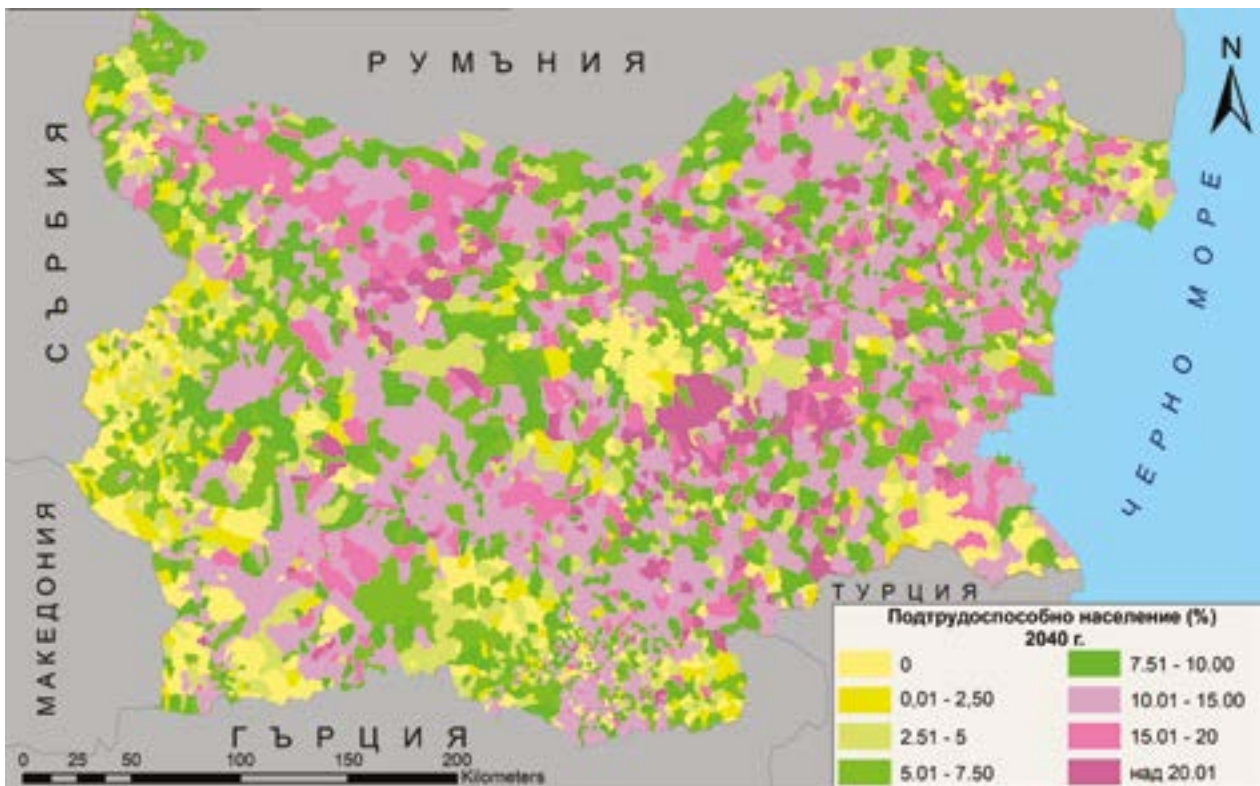 РУМЪНИЯ
N
СЪРБИЯ
ЧЕРНО МОРЕ
МАКЕДОНИЯ
ТУРЦИЯ
ГЪРЦИЯ
Подтрудоспособно население (%)
2040 г.
0
0,01 - 2,50
2.51 - 5
5.01 - 7.50
7.51 - 10.00
10.01 - 15.00
15.01 - 20
над 20.01
0 25 50 100 150 200
Kilometers